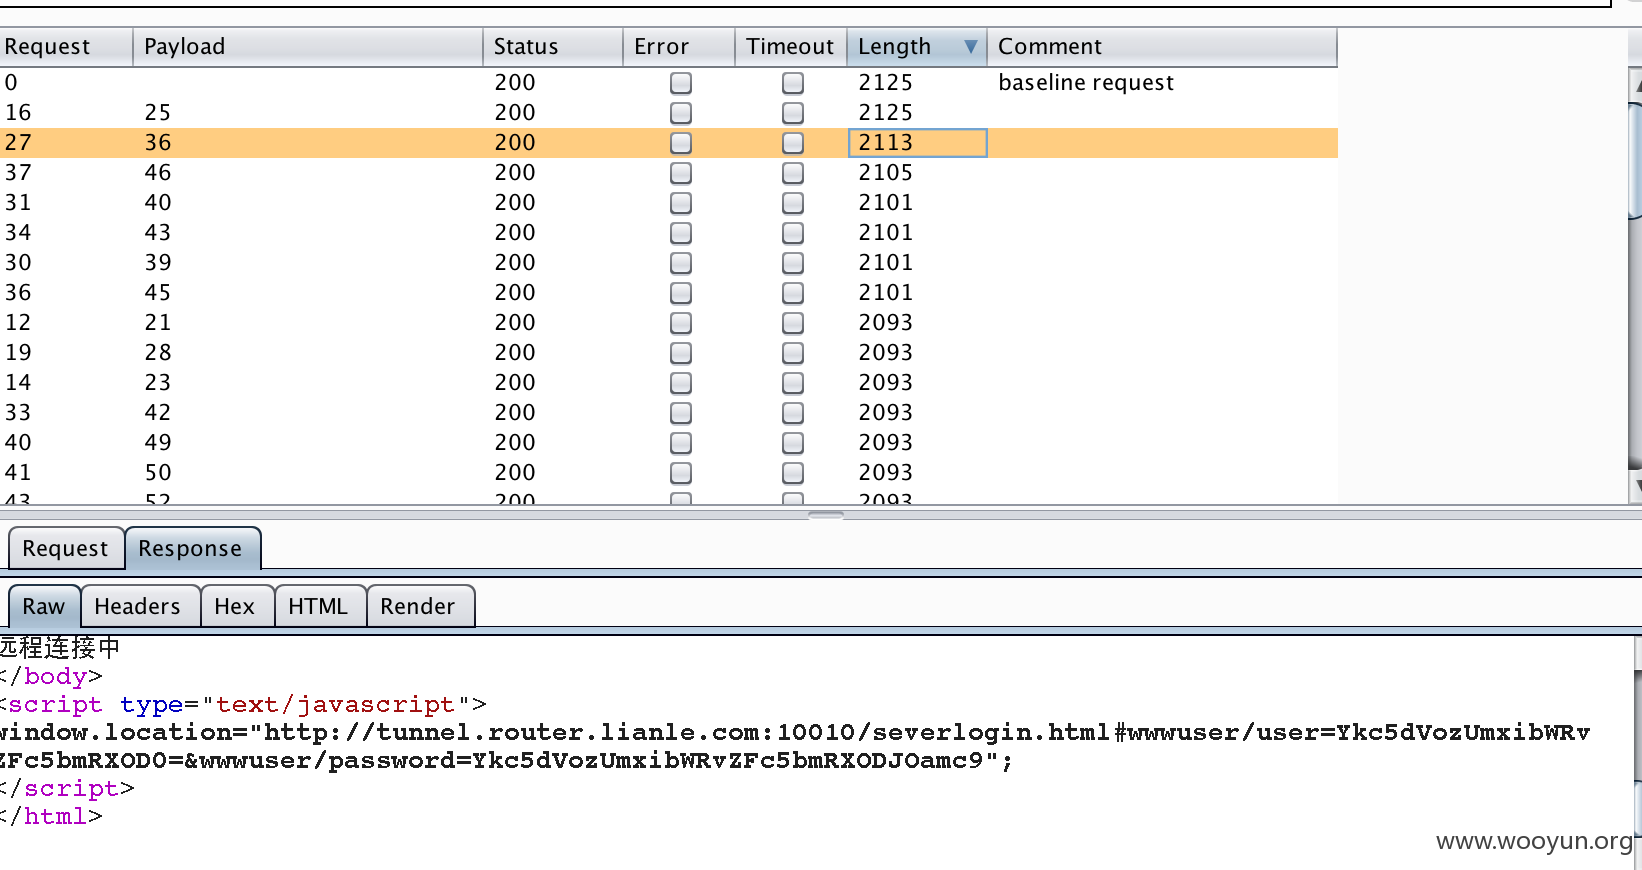 Request Payload Status Error Timeout Length Comment
0 200 2125 baseline request
16 25 200 2125
27 36 200 2113
37 46 200 2105
31 40 200 2101
34 43 200 2101
30 39 200 2101
36 45 200 2101
12 21 200 2093
19 28 200 2093
14 23 200 2093
33 42 200 2093
40 49 200 2093
41 50 200 2093
43 52 200 2093
Request Response
Raw Headers Hex HTML Render
远程连接中
</body>
<script type="text/javascript">
window.location="http://tunnel.router.lianle.com:10010/severlogin.html#wwwuser/user=Ykc5dVozUmxibWRv
ZFc5bmRXOD0=&wwwuser/password=Ykc5dVozUmxibWRvZFc5bmRXODJOamc9";
</script>
</html>
www.wooyun.org